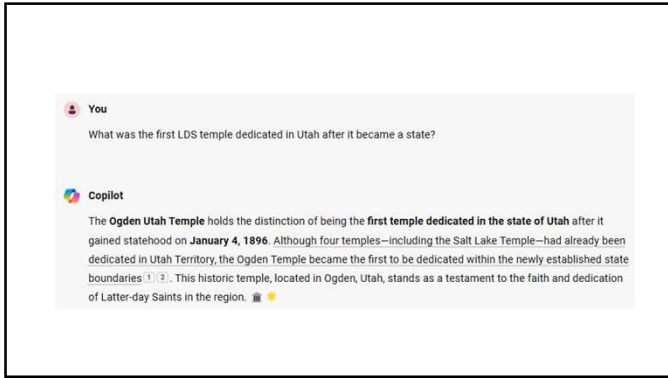 You
What was the first LDS temple dedicated in Utah after it became a state?
Copilot
The Ogden Utah Temple holds the distinction of being the first temple dedicated in the state of Utah after it
gained statehood on January 4, 1896. Although four temples—including the Salt Lake Temple—had already been
dedicated in Utah Territory, the Ogden Temple became the first to be dedicated within the newly established state
boundaries 1 2 . This historic temple, located in Ogden, Utah, stands as a testament to the faith and dedication
of Latter-day Saints in the region. 🏛️ 🌟